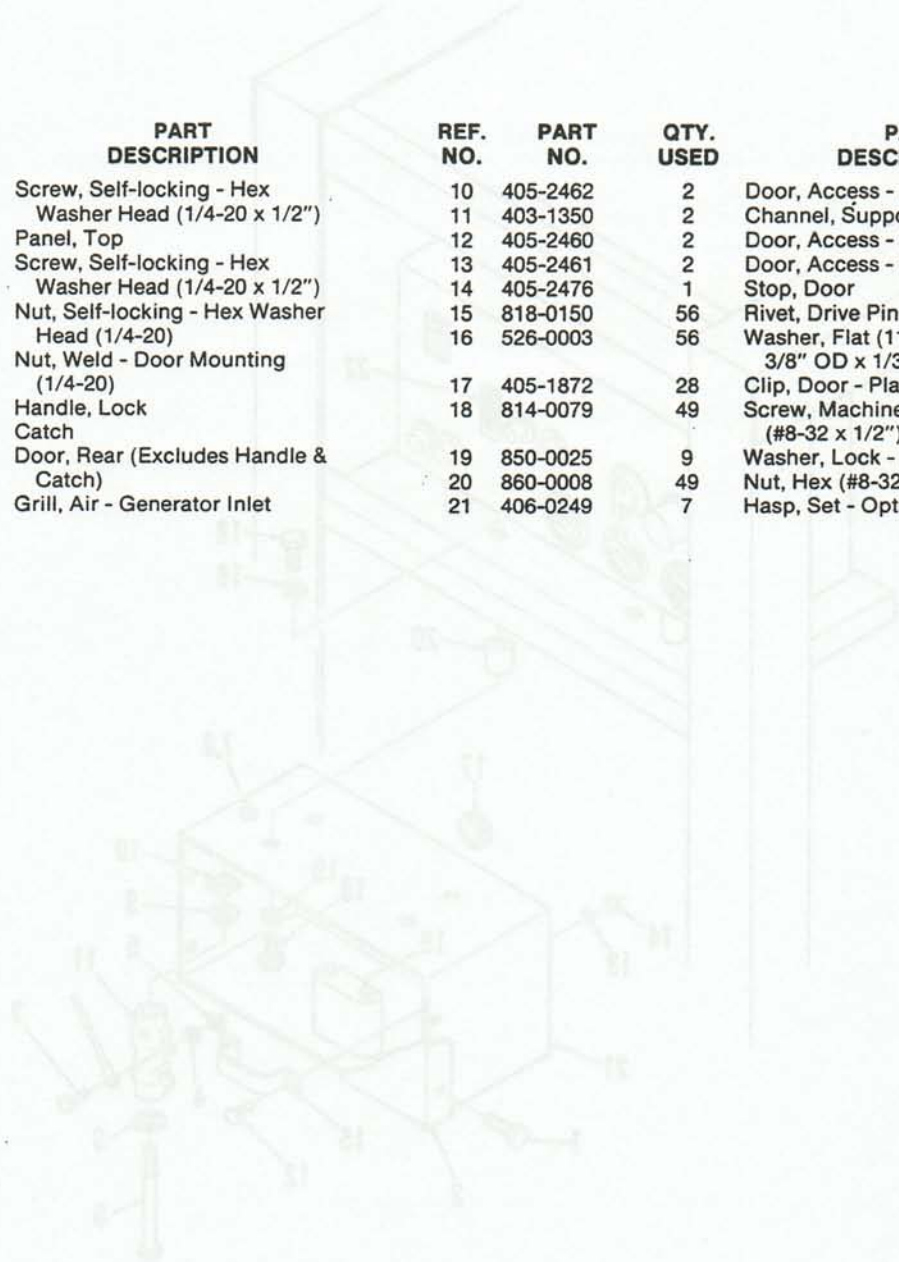 PART
DESCRIPTION
Screw, Self-locking - Hex
Washer Head (1/4-20 x 1/2")
Panel, Top
Screw, Self-locking - Hex
Washer Head (1/4-20 x 1/2")
Nut, Self-locking - Hex Washer
Head (1/4-20)
Nut, Weld - Door Mounting
(1/4-20)
Handle, Lock
Catch
Door, Rear (Excludes Handle &
Catch)
Grill, Air - Generator Inlet
REF. PART QTY.
NO. NO. USED DESC
10 405-2462 2 Door, Access -
11 403-1350 2 Channel,
12 405-2460 2 Door, Access -
13 405-2461 2 Door, Access -
14 405-2476 1 Stop, Door
15 818-0150 56 Rivet, Drive Pin
16 526-0003 56 Washer, Flat
3/8" OD x
17 405-1872 28 Clip, Door -
18 814-0079 49 Screw, Machine
(#8-32 x 1/2")
19 850-0025 9 Washer, Lock -
20 860-0008 49 Nut, Hex (#8-32
21 406-0249 7 Hasp, Set -